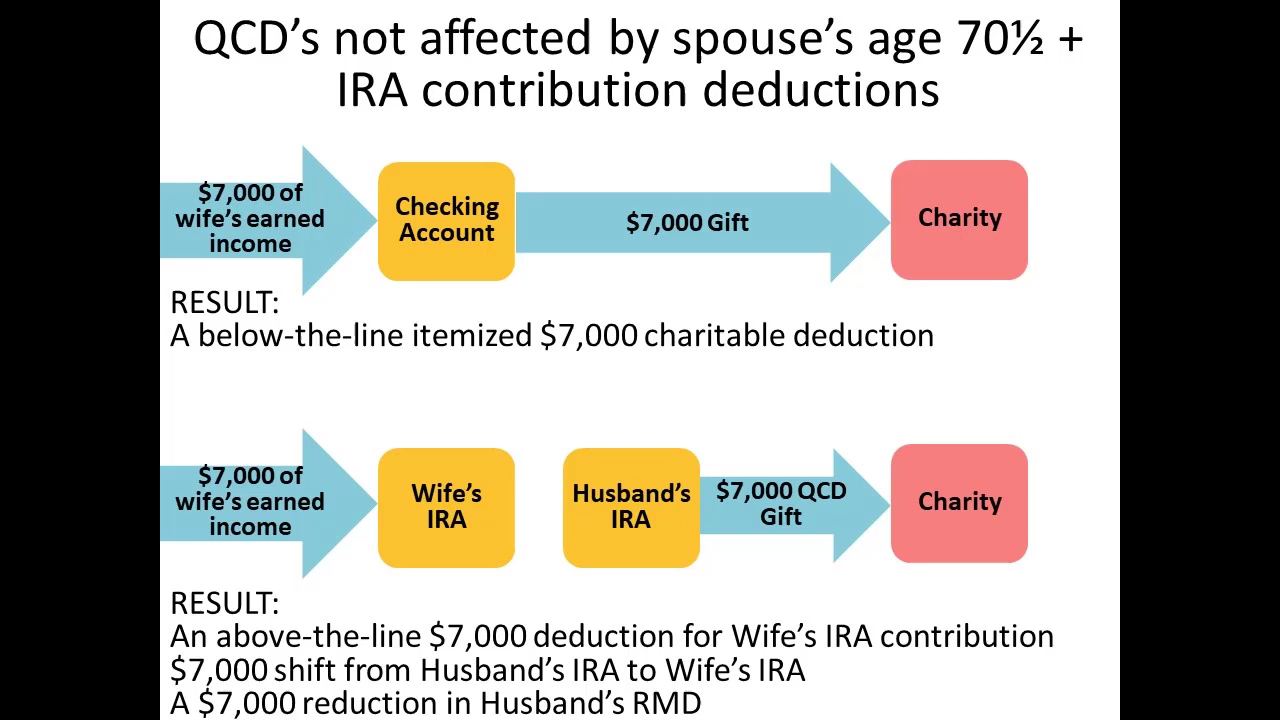 QCD’s not affected by spouse’s age 70½ +
IRA contribution deductions
$7,000 of
wife’s earned
income
Checking
Account
$7,000 Gift
Charity
RESULT:
A below-the-line itemized $7,000 charitable deduction
$7,000 of
wife’s earned
income
Wife’s
IRA
Husband’s
IRA
$7,000 QCD
Gift
Charity
RESULT:
An above-the-line $7,000 deduction for Wife’s IRA contribution
$7,000 shift from Husband’s IRA to Wife’s IRA
A $7,000 reduction in Husband’s RMD